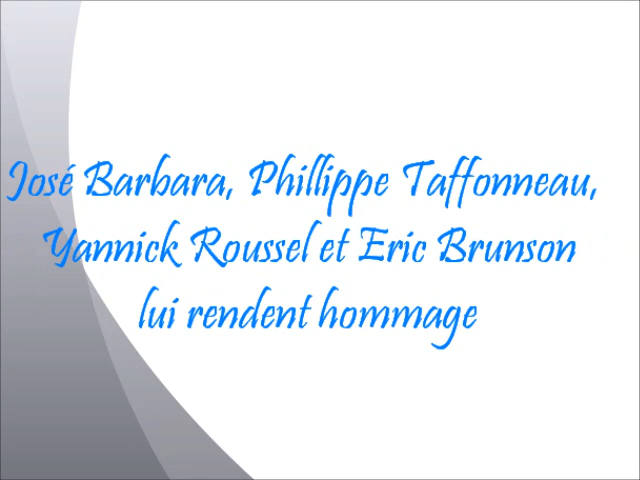 José Barbara, Phillippe Taffonneau,
Yannick Roussel et Eric Brunson
lui rendent hommage